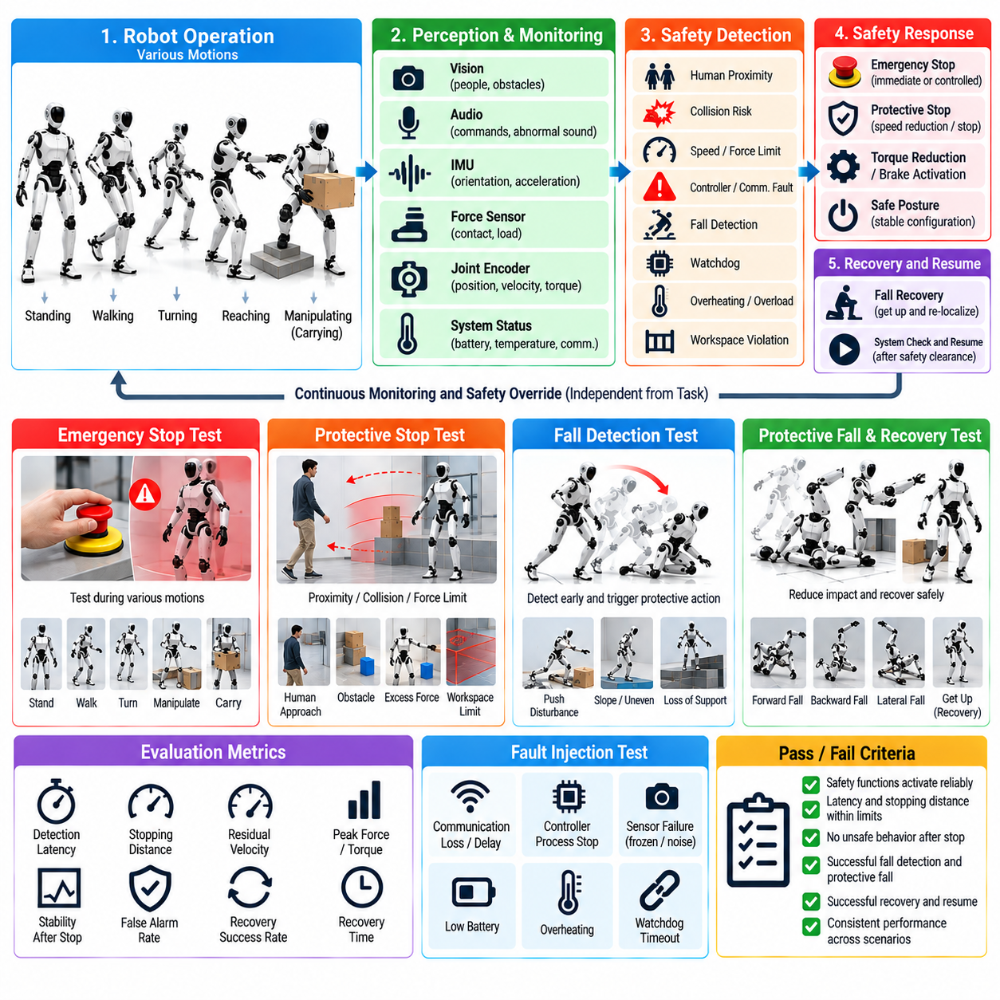 1. Robot Operation
Various Motions
Standing
Walking
Turning
Reaching
Manipulating
(Carrying)
2. Perception & Monitoring
Vision
(people, obstacles)
Audio
(commands, abnormal sound)
IMU
(orientation, acceleration)
Force Sensor
(contact, load)
Joint Encoder
(position, velocity, torque)
System Status
(battery, temperature, comm.)
3. Safety Detection
Human Proximity
Collision Risk
Speed / Force Limit
Controller / Comm. Fault
Fall Detection
Watchdog
Overheating / Overload
Workspace Violation
4. Safety Response
Emergency Stop
(immediate or controlled)
Protective Stop
(speed reduction / stop)
Torque Reduction
/ Brake Activation
Safe Posture
(stable configuration)
5. Recovery and Resume
Fall Recovery
(get up and re-localize)
System Check and Resume
(after safety clearance)
Continuous Monitoring and Safety Override (Independent from Task)
Emergency Stop Test
Test during various motions
Stand
Walk
Turn
Manipulate
Carry
Protective Stop Test
Proximity / Collision / Force Limit
Human
Approach
Obstacle
Excess Force
Workspace
Limit
Fall Detection Test
Detect early and trigger protective action
Push
Disturbance
Slope / Uneven
Loss of Support
Protective Fall & Recovery Test
Reduce impact and recover safely
Forward Fall
Backward Fall
Lateral Fall
Get Up
(Recovery)
Evaluation Metrics
Detection
Latency
Stopping
Distance
Residual
Velocity
Peak Force
/ Torque
Stability
After Stop
False Alarm
Rate
Recovery
Success Rate
Recovery
Time
Fault Injection Test
Communication
Loss / Delay
Controller
Process Stop
Sensor Failure
(frozen / noise)
Low Battery
Overheating
Watchdog
Timeout
Pass / Fail Criteria
Safety functions activate reliably
Latency and stopping distance
within limits
No unsafe behavior after stop
Successful fall detection and
protective fall
Successful recovery and resume
Consistent performance
across scenarios